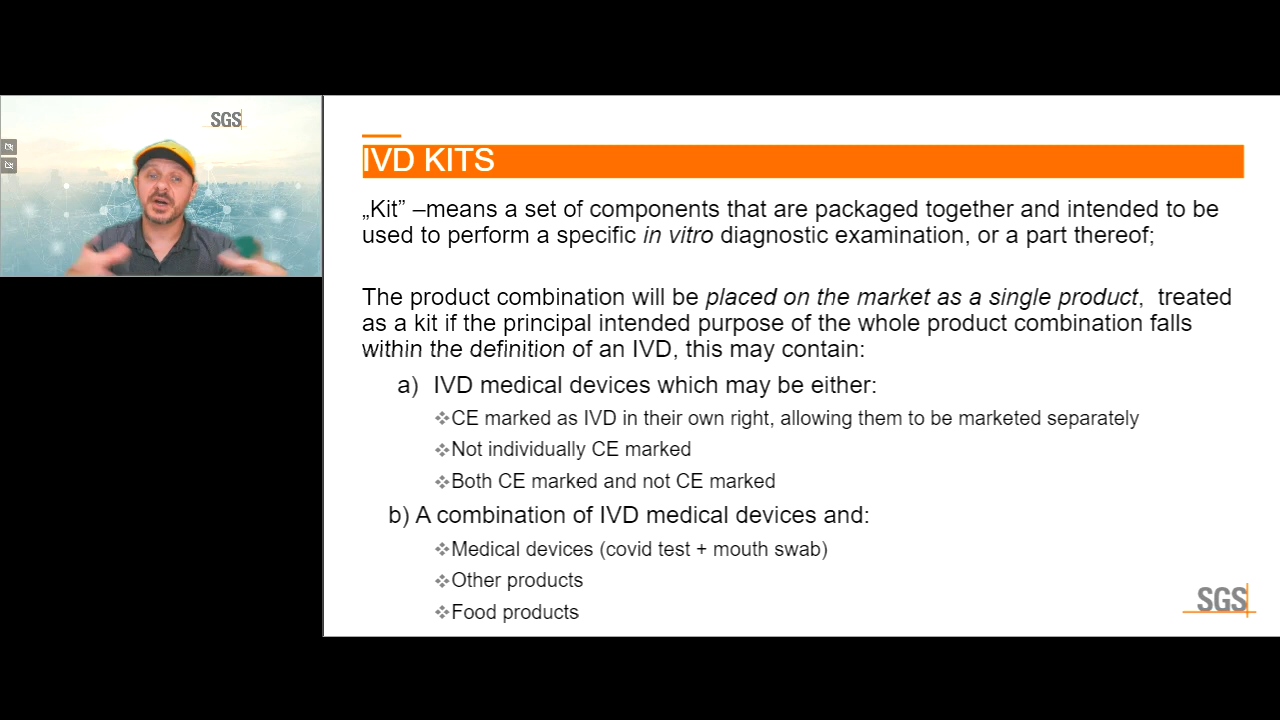 SGS
IVD KITS
„Kit” –means a set of components that are packaged together and intended to be
used to perform a specific in vitro diagnostic examination, or a part thereof;
The product combination will be placed on the market as a single product, treated
as a kit if the principal intended purpose of the whole product combination falls
within the definition of an IVD, this may contain:
a) IVD medical devices which may be either:
❖CE marked as IVD in their own right, allowing them to be marketed separately
❖Not individually CE marked
❖Both CE marked and not CE marked
b) A combination of IVD medical devices and:
❖Medical devices (covid test + mouth swab)
❖Other products
❖Food products
SGS